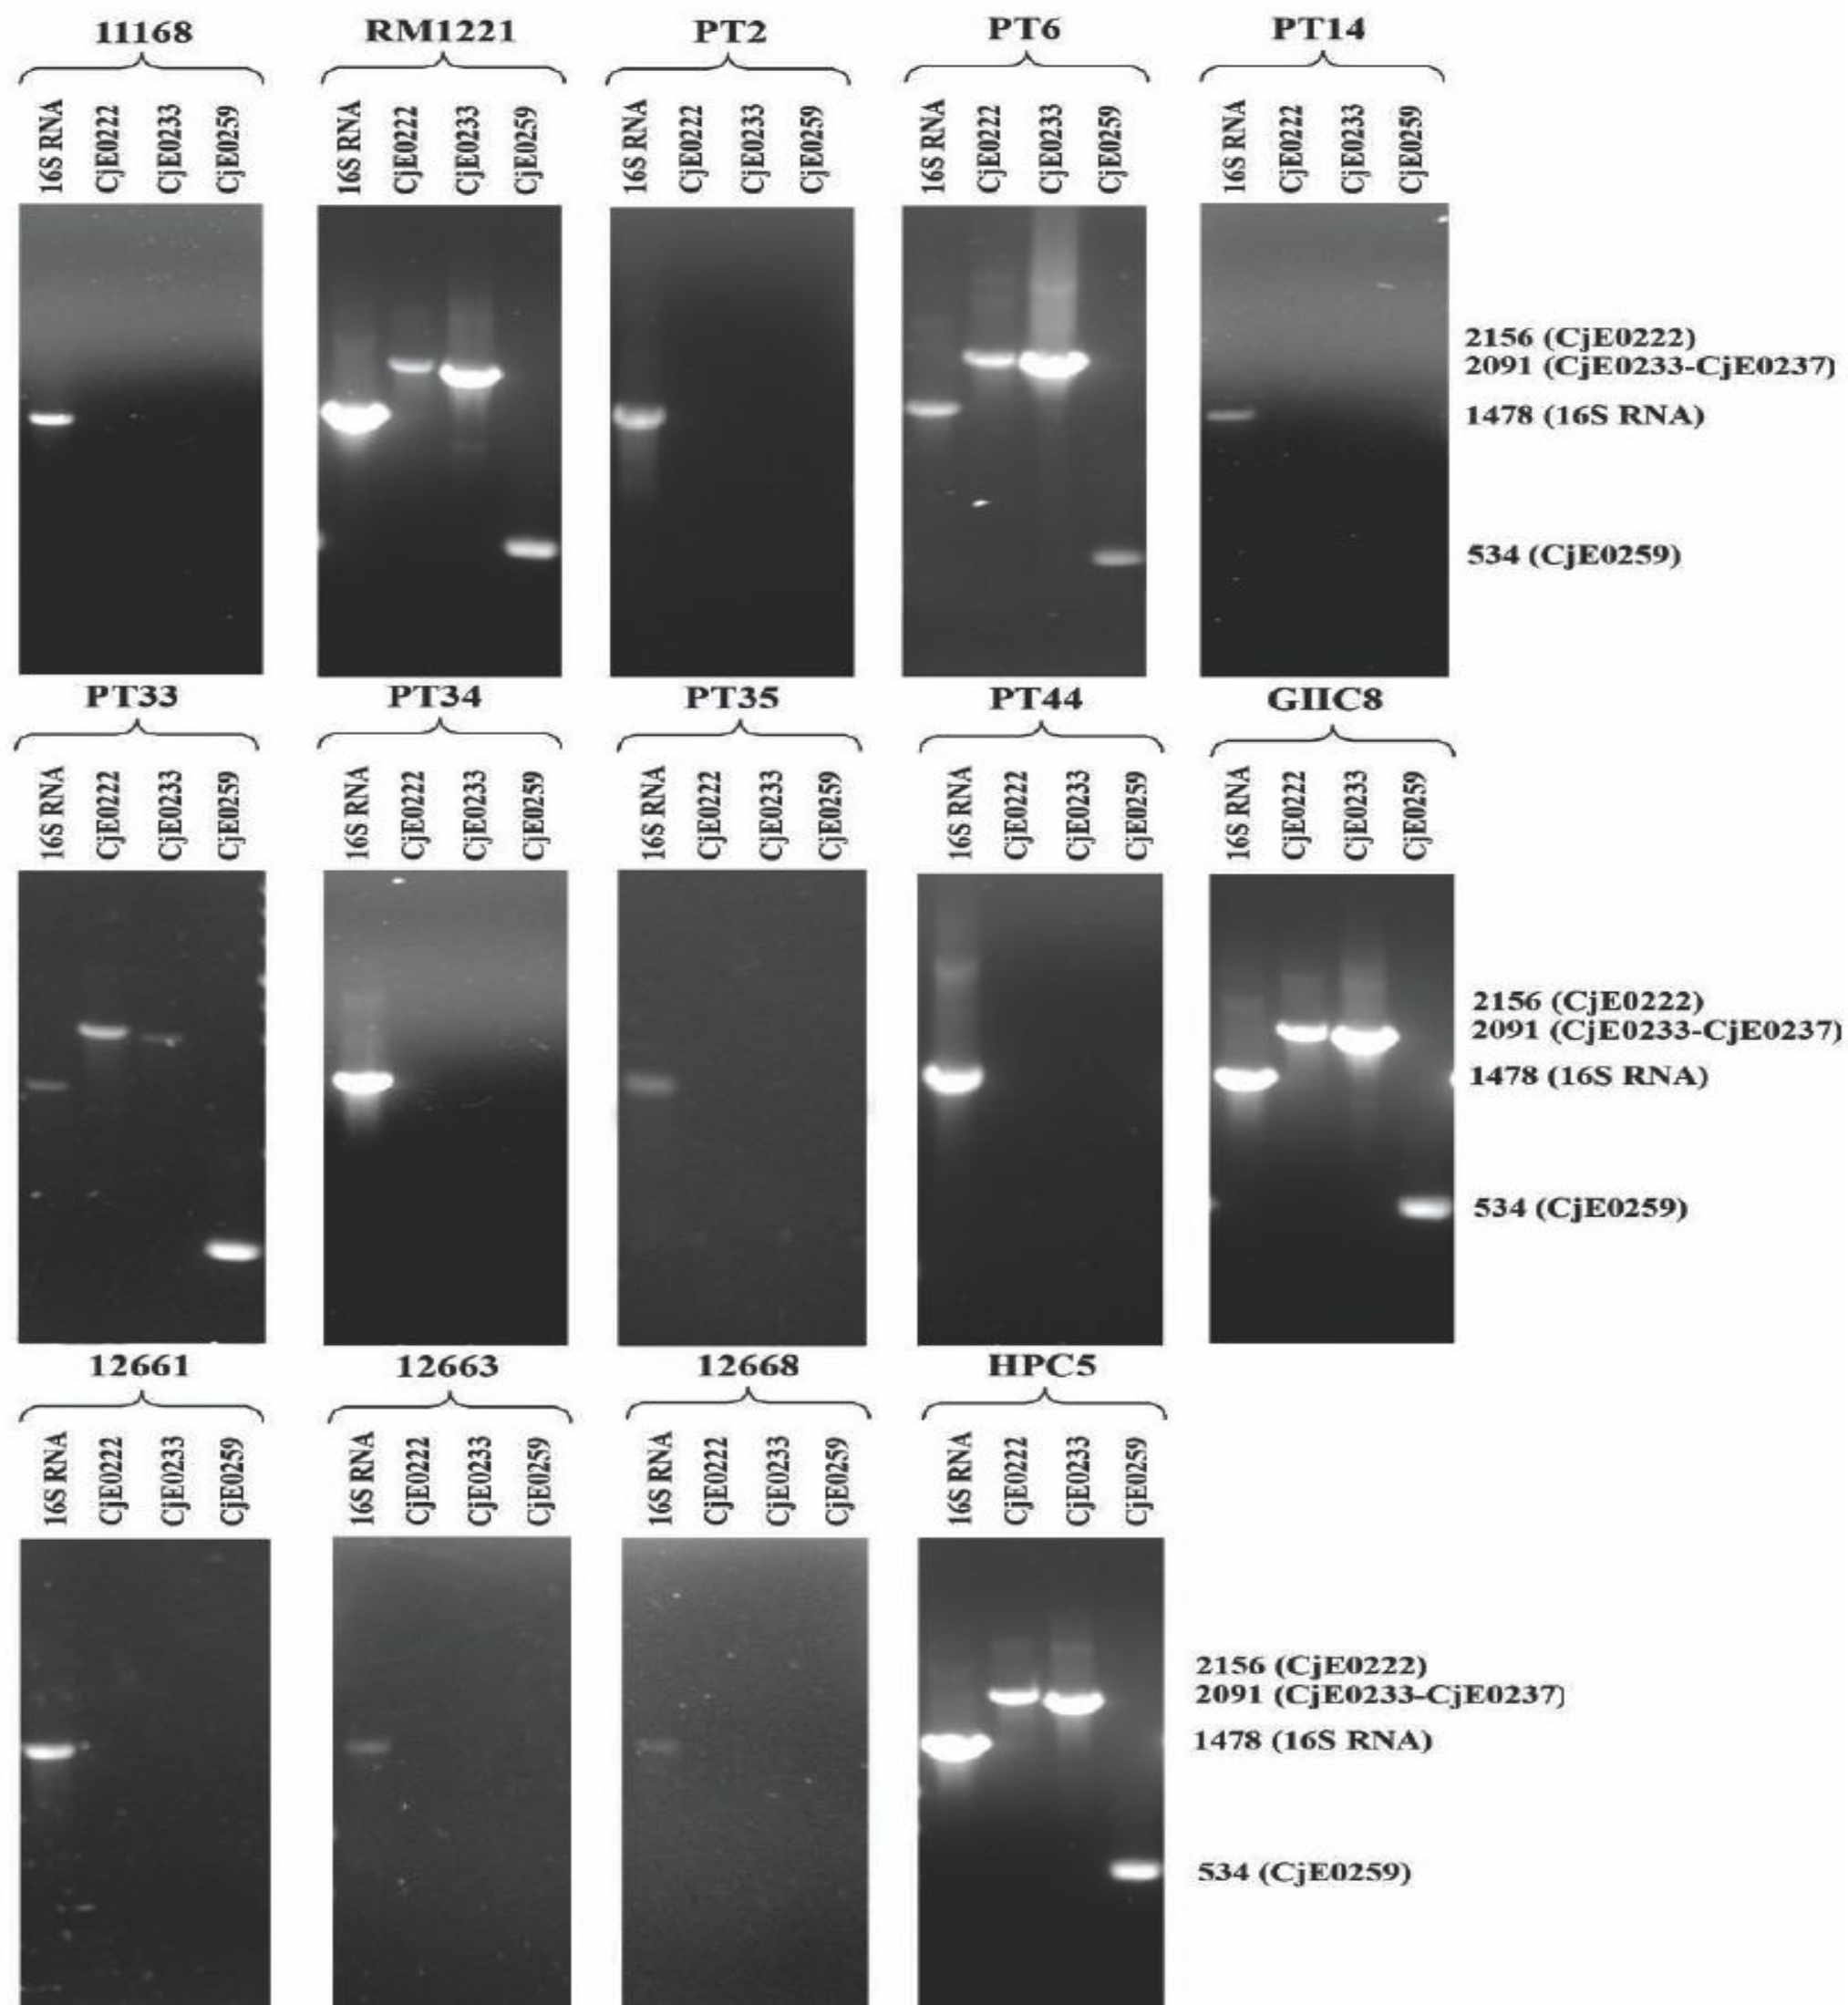 11168 RM1221 PT2 PT6 PT14
16S RNA CjE0222 CjE0233 CjE0259 16S RNA CjE0222 CjE0233 CjE0259 16S RNA CjE0222 CjE0233 CjE0259 16S RNA CjE0222 CjE0233 CjE0259 16S RNA CjE0222 CjE0233 CjE0259
2156 (CjE0222)
2091 (CjE0233-CjE0237)
1478 (16S RNA)
534 (CjE0259)
PT33 PT34 PT35 PT44 GIIC8
16S RNA CjE0222 CjE0233 CjE0259 16S RNA CjE0222 CjE0233 CjE0259 16S RNA CjE0222 CjE0233 CjE0259 16S RNA CjE0222 CjE0233 CjE0259 16S RNA CjE0222 CjE0233 CjE0259
2156 (CjE0222)
2091 (CjE0233-CjE0237)
1478 (16S RNA)
534 (CjE0259)
12661 12663 12668 HPC5
16S RNA CjE0222 CjE0233 CjE0259 16S RNA CjE0222 CjE0233 CjE0259 16S RNA CjE0222 CjE0233 CjE0259 16S RNA CjE0222 CjE0233 CjE0259
2156 (CjE0222)
2091 (CjE0233-CjE0237)
1478 (16S RNA)
534 (CjE0259)